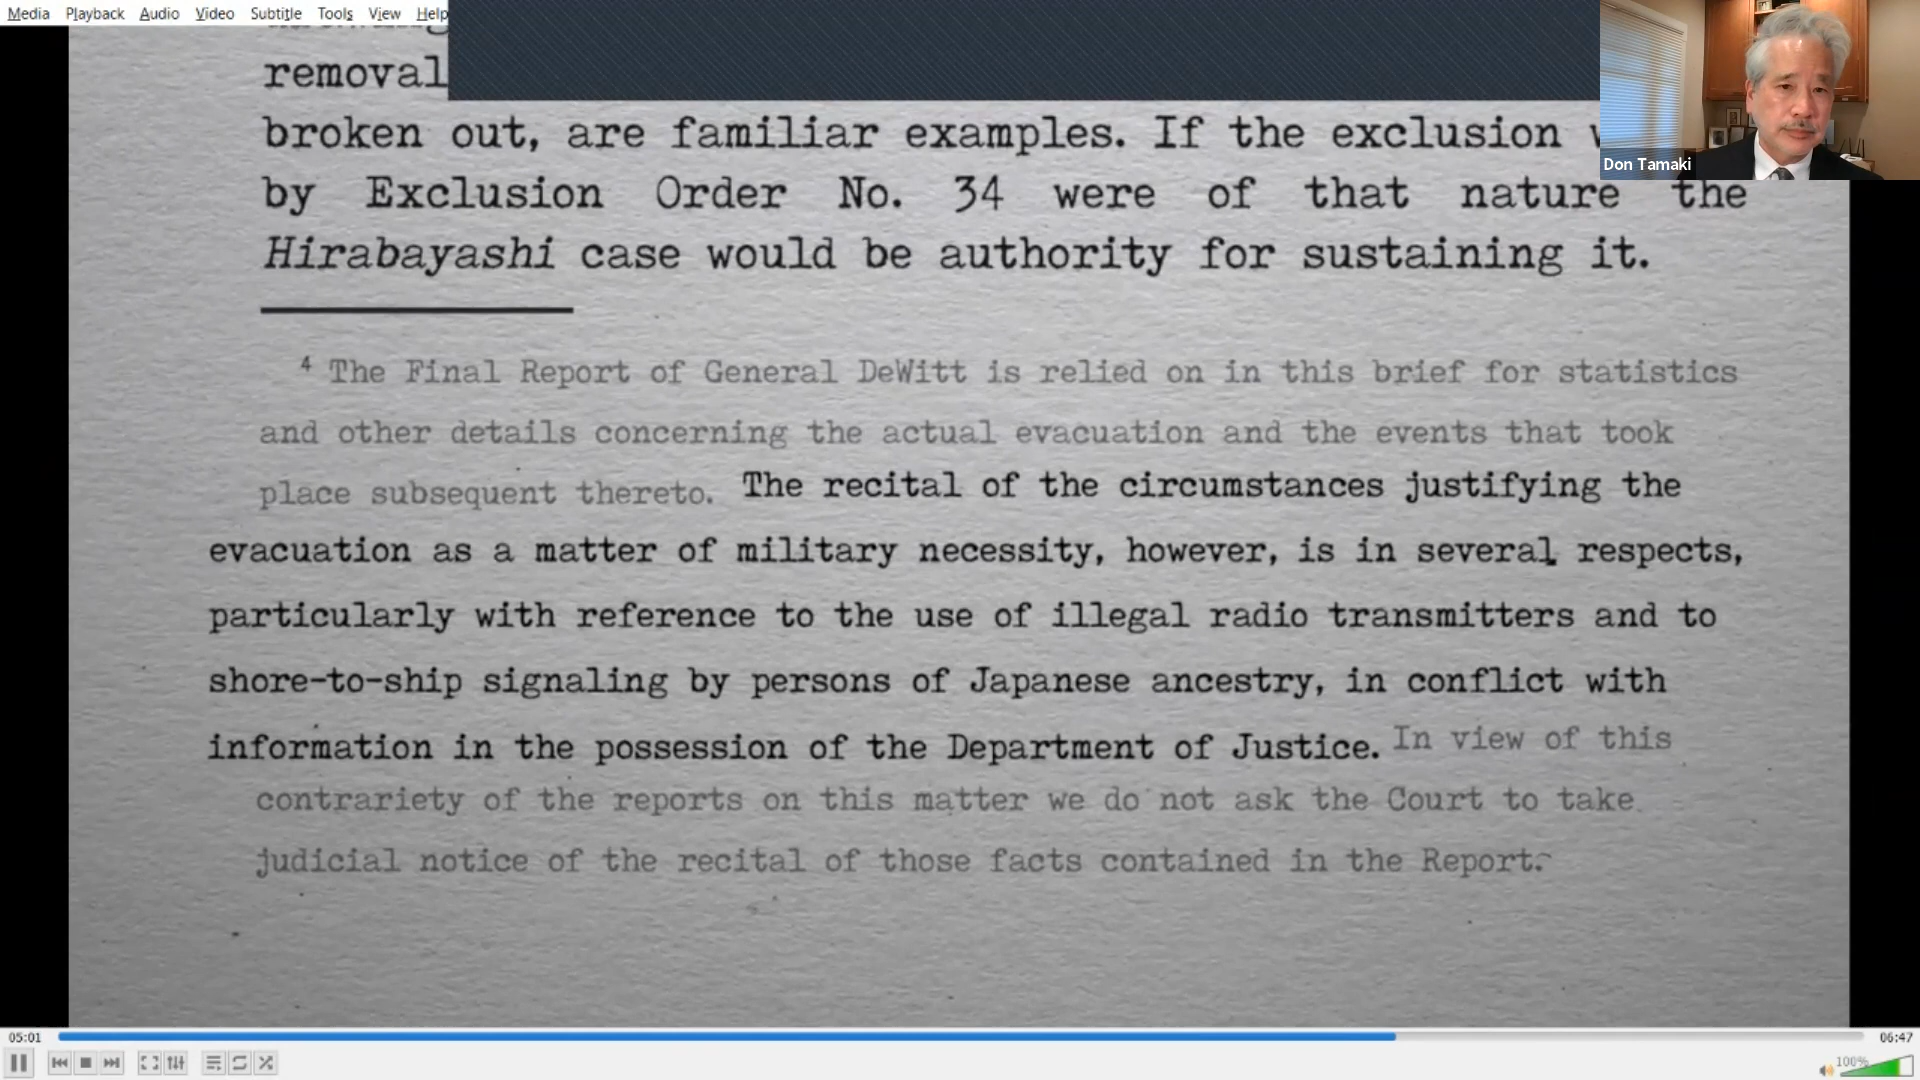 Media Playback Audio Video Subtitle Tools View Help
removal
broken out, are familiar examples. If the exclusion
by Exclusion Order No. 34 were of that nature the
Hirabayashi case would be authority for sustaining it.
4 The Final Report of General DeWitt is relied on in this brief for statistics
and other details concerning the actual evacuation and the events that took
place subsequent thereto. The recital of the circumstances justifying the
evacuation as a matter of military necessity, however, is in several respects,
particularly with reference to the use of illegal radio transmitters and to
shore-to-ship signaling by persons of Japanese ancestry, in conflict with
information in the possession of the Department of Justice. In view of this
contrariety of the reports on this matter we do not ask the Court to take
judicial notice of the recital of those facts contained in the Report.
Don Tamaki
05:01
06:47
100%